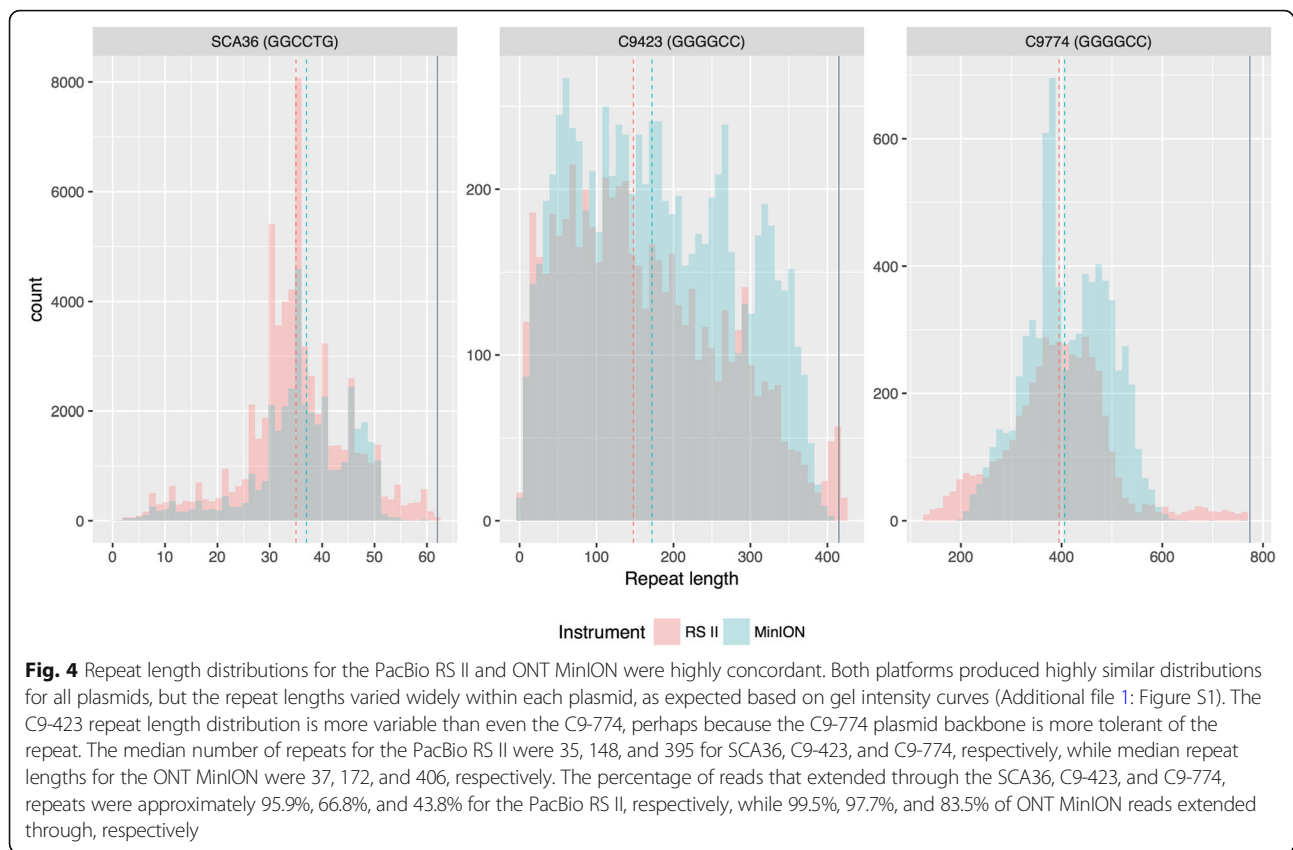 SCA36 (GGCCTG)
C9423 (GGGGCC)
C9774 (GGGGCC)
8000
6000
4000
2000
0
count
0 10 20 30 40 50 60
200
100
0
0 100 200 300 400
600
400
200
0
200 400 600 800
Repeat length
Instrument RS II MinION
Fig. 4 Repeat length distributions for the PacBio RS II and ONT MinION were highly concordant. Both platforms produced highly similar distributions
for all plasmids, but the repeat lengths varied widely within each plasmid, as expected based on gel intensity curves (Additional file 1: Figure S1). The
C9-423 repeat length distribution is more variable than even the C9-774, perhaps because the C9-774 plasmid backbone is more tolerant of the
repeat. The median number of repeats for the PacBio RS II were 35, 148, and 395 for SCA36, C9-423, and C9-774, respectively, while median repeat
lengths for the ONT MinION were 37, 172, and 406, respectively. The percentage of reads that extended through the SCA36, C9-423, and C9-774,
repeats were approximately 95.9%, 66.8%, and 43.8% for the PacBio RS II, respectively, while 99.5%, 97.7%, and 83.5% of ONT MinION reads extended
through, respectively